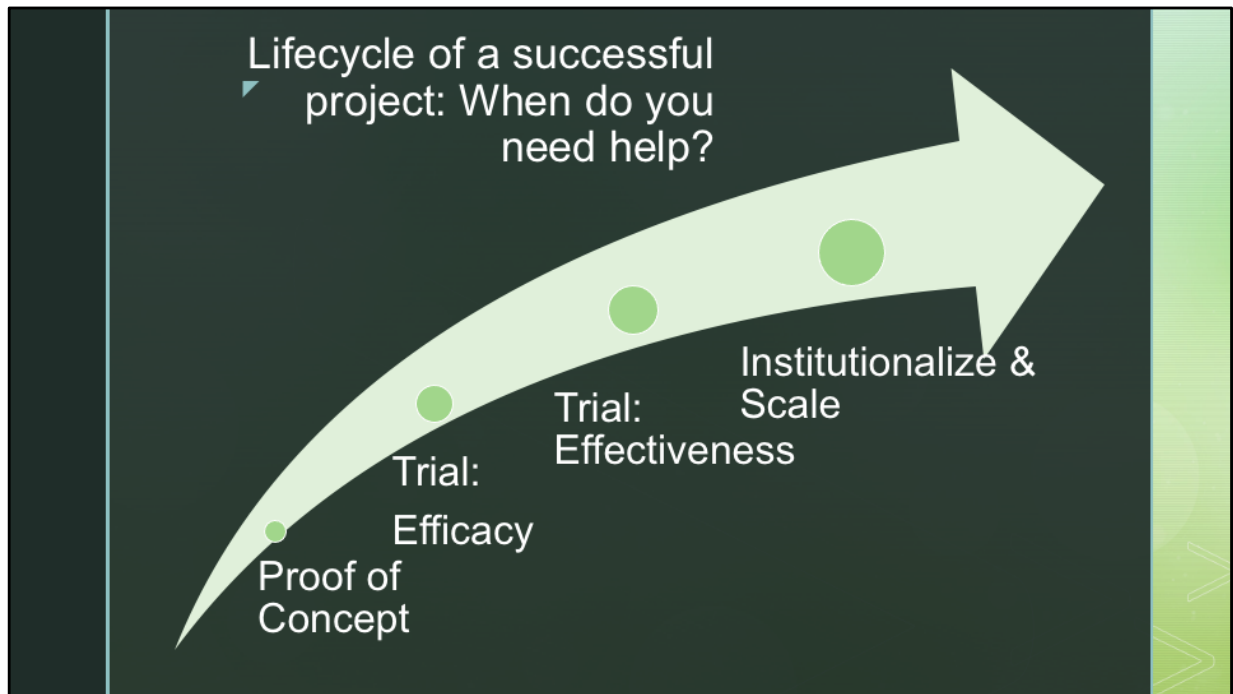 Lifecycle of a successful
project: When do you
need help?
Proof of
Concept
Trial:
Efficacy
Trial:
Effectiveness
Institutionalize &
Scale